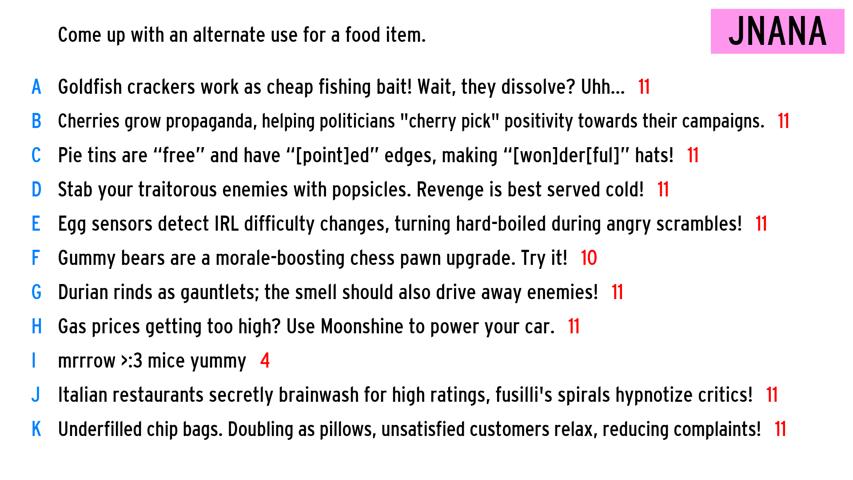 Come up with an alternate use for a food item.
JNANA
A Goldfish crackers work as cheap fishing bait! Wait, they dissolve? Uhh... 11
B Cherries grow propaganda, helping politicians "cherry pick" positivity towards their campaigns. 11
C Pie tins are “free” and have “[point]ed” edges, making “[won]der[ful]” hats! 11
D Stab your traitorous enemies with popsicles. Revenge is best served cold! 11
E Egg sensors detect IRL difficulty changes, turning hard-boiled during angry scrambles! 11
F Gummy bears are a morale-boosting chess pawn upgrade. Try it! 10
G Durian rinds as gauntlets; the smell should also drive away enemies! 11
H Gas prices getting too high? Use Moonshine to power your car. 11
I mrrrow >:3 mice yummy 4
J Italian restaurants secretly brainwash for high ratings, fusilli's spirals hypnotize critics! 11
K Underfilled chip bags. Doubling as pillows, unsatisfied customers relax, reducing complaints! 11